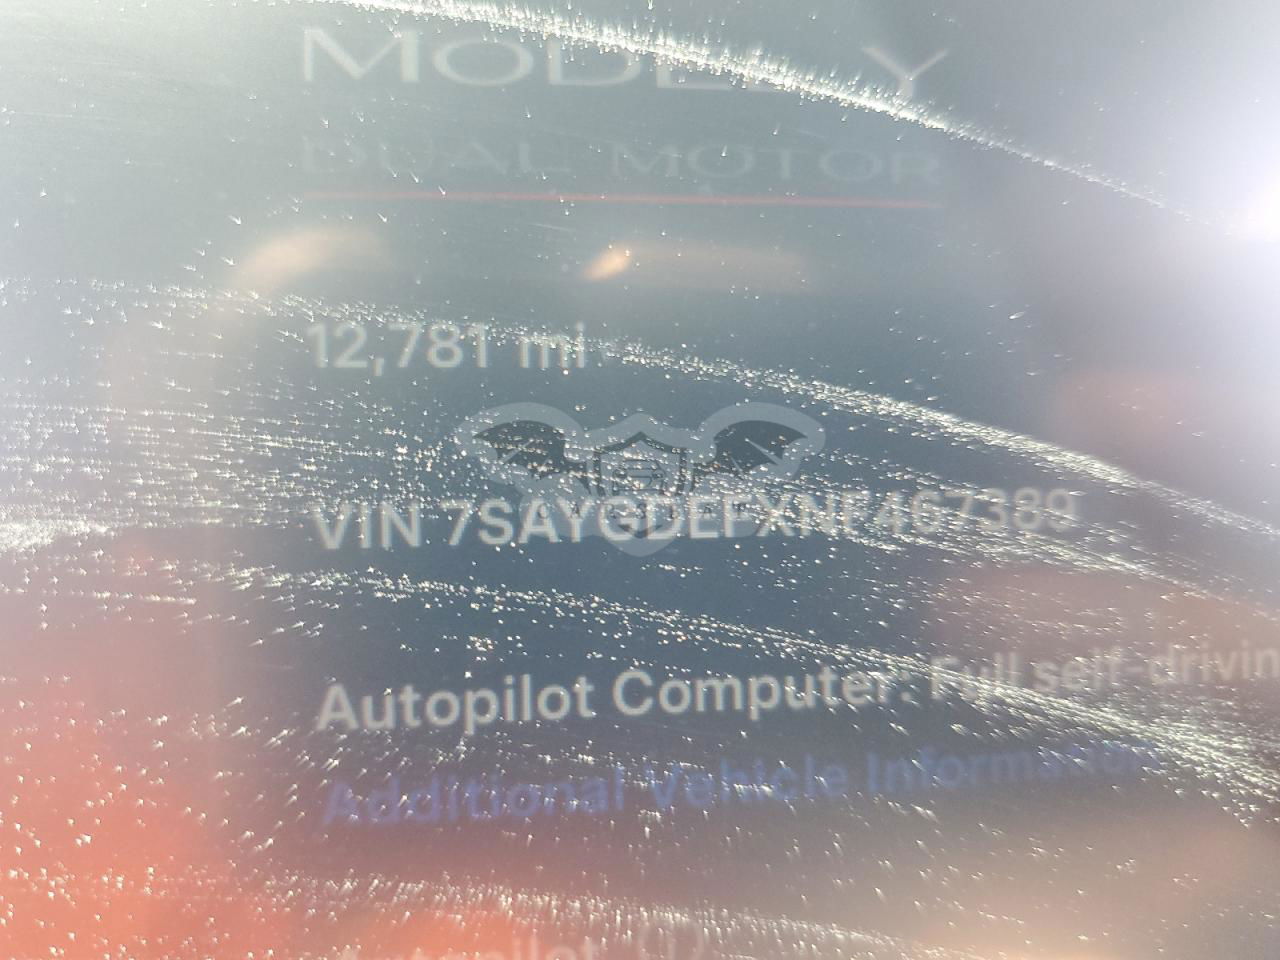 MODEL Y
DUAL MOTOR
12,781 mi
VIN 7SAYGDEFXNF467389
Autopilot Computer: Full self-drivin
Additional Vehicle Information